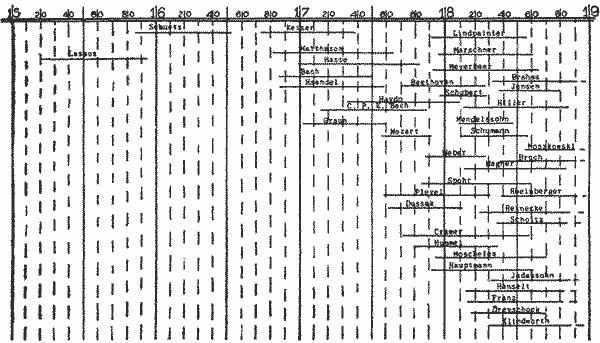 15 20 40 60 80 16 20 40 60 80 17 20 40 60 80 18 20 40 60 80 19
Schuetz Keiser Lindpainter
Lassos Mattheson Marschner
Hasse
Bach Meyerbeer
Haendel Beethoven Brahms
Jensen
Haydn Schubert
C. P. E. Bach Hiller
Graun Mendelssohn
Mozart Schumann
Moszkowski
Weber Bruch
Wagner
Spohr
Pleyel Rheinberger
Dussek Reinecke
Scholtz
Cramer
Hummel
Moscheles
Hauptmann
Jadassohn
Henselt
Franz
Dreyschock
Klindworth